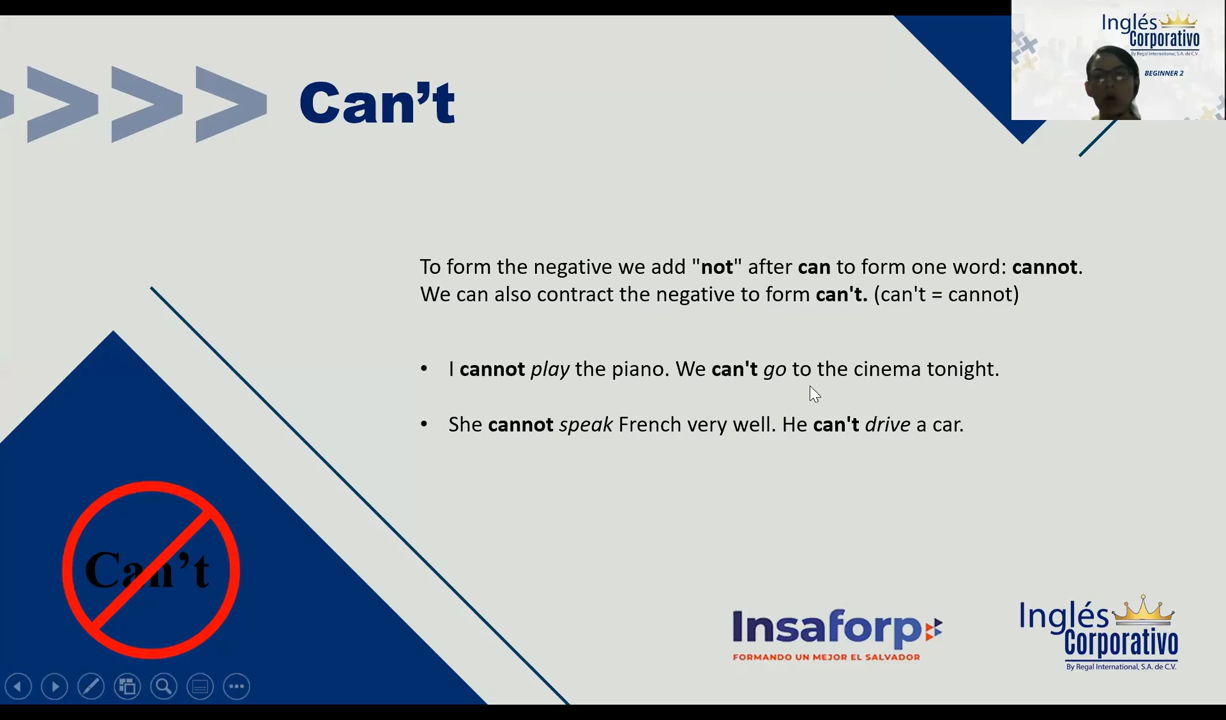 Inglés
Corporativo
By Regal International, S.A. de C.V.
BEGINNER 2
Can’t
To form the negative we add "not" after can to form one word: cannot.
We can also contract the negative to form can't. (can't = cannot)
• I cannot play the piano. We can't go to the cinema tonight.
• She cannot speak French very well. He can't drive a car.
Can’t
Insaforp
FORMANDO UN MEJOR EL SALVADOR
Inglés
Corporativo
By Regal International, S.A. de C.V.